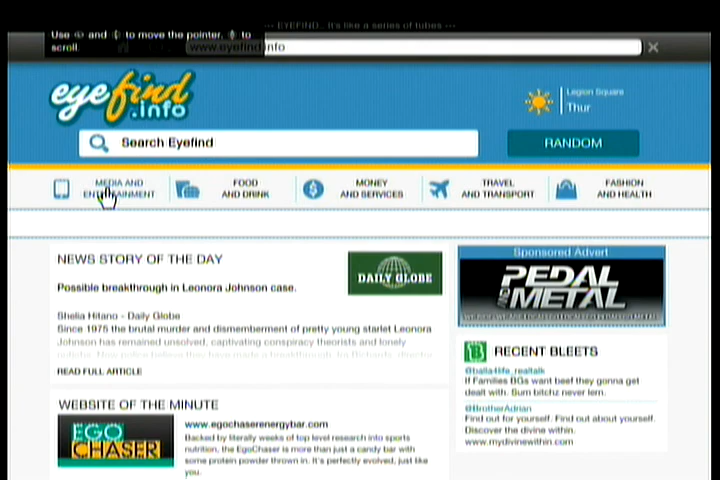 --- EYEFIND.. It's like a series of tubes ---
Use and to move the pointer. to
scroll.
www.eyefind.info
eyefind
.info
Legion Square
Thur
Search Eyefind
RANDOM
MEDIA AND
ENTERTAINMENT
FOOD
AND DRINK
MONEY
AND SERVICES
TRAVEL
AND TRANSPORT
FASHION
AND HEALTH
NEWS STORY OF THE DAY
DAILY GLOBE
Possible breakthrough in Leonora Johnson case.
Shelia Hitano - Daily Globe
Since 1975 the brutal murder and dismemberment of pretty young starlet Leonora
Johnson has remained unsolved, captivating conspiracy theorists and lonely
READ FULL ARTICLE
Sponsored Advert
PEDAL
AND METAL
RECENT BLEETS
@balla4life_realtalk
If Families BGs want beef they gonna get
dealt with. Bum bitchz never lern.
@BrotherAdrian
Find out for yourself. Find out about yourself.
Discover the divine within.
www.mydivinewithin.com
WEBSITE OF THE MINUTE
EGO
CHASER
www.egochaserenergybar.com
Backed by literally weeks of top level research into sports
nutrition, the EgoChaser is more than just a candy bar with
some protein powder thrown in. It's perfectly evolved, just like
you.